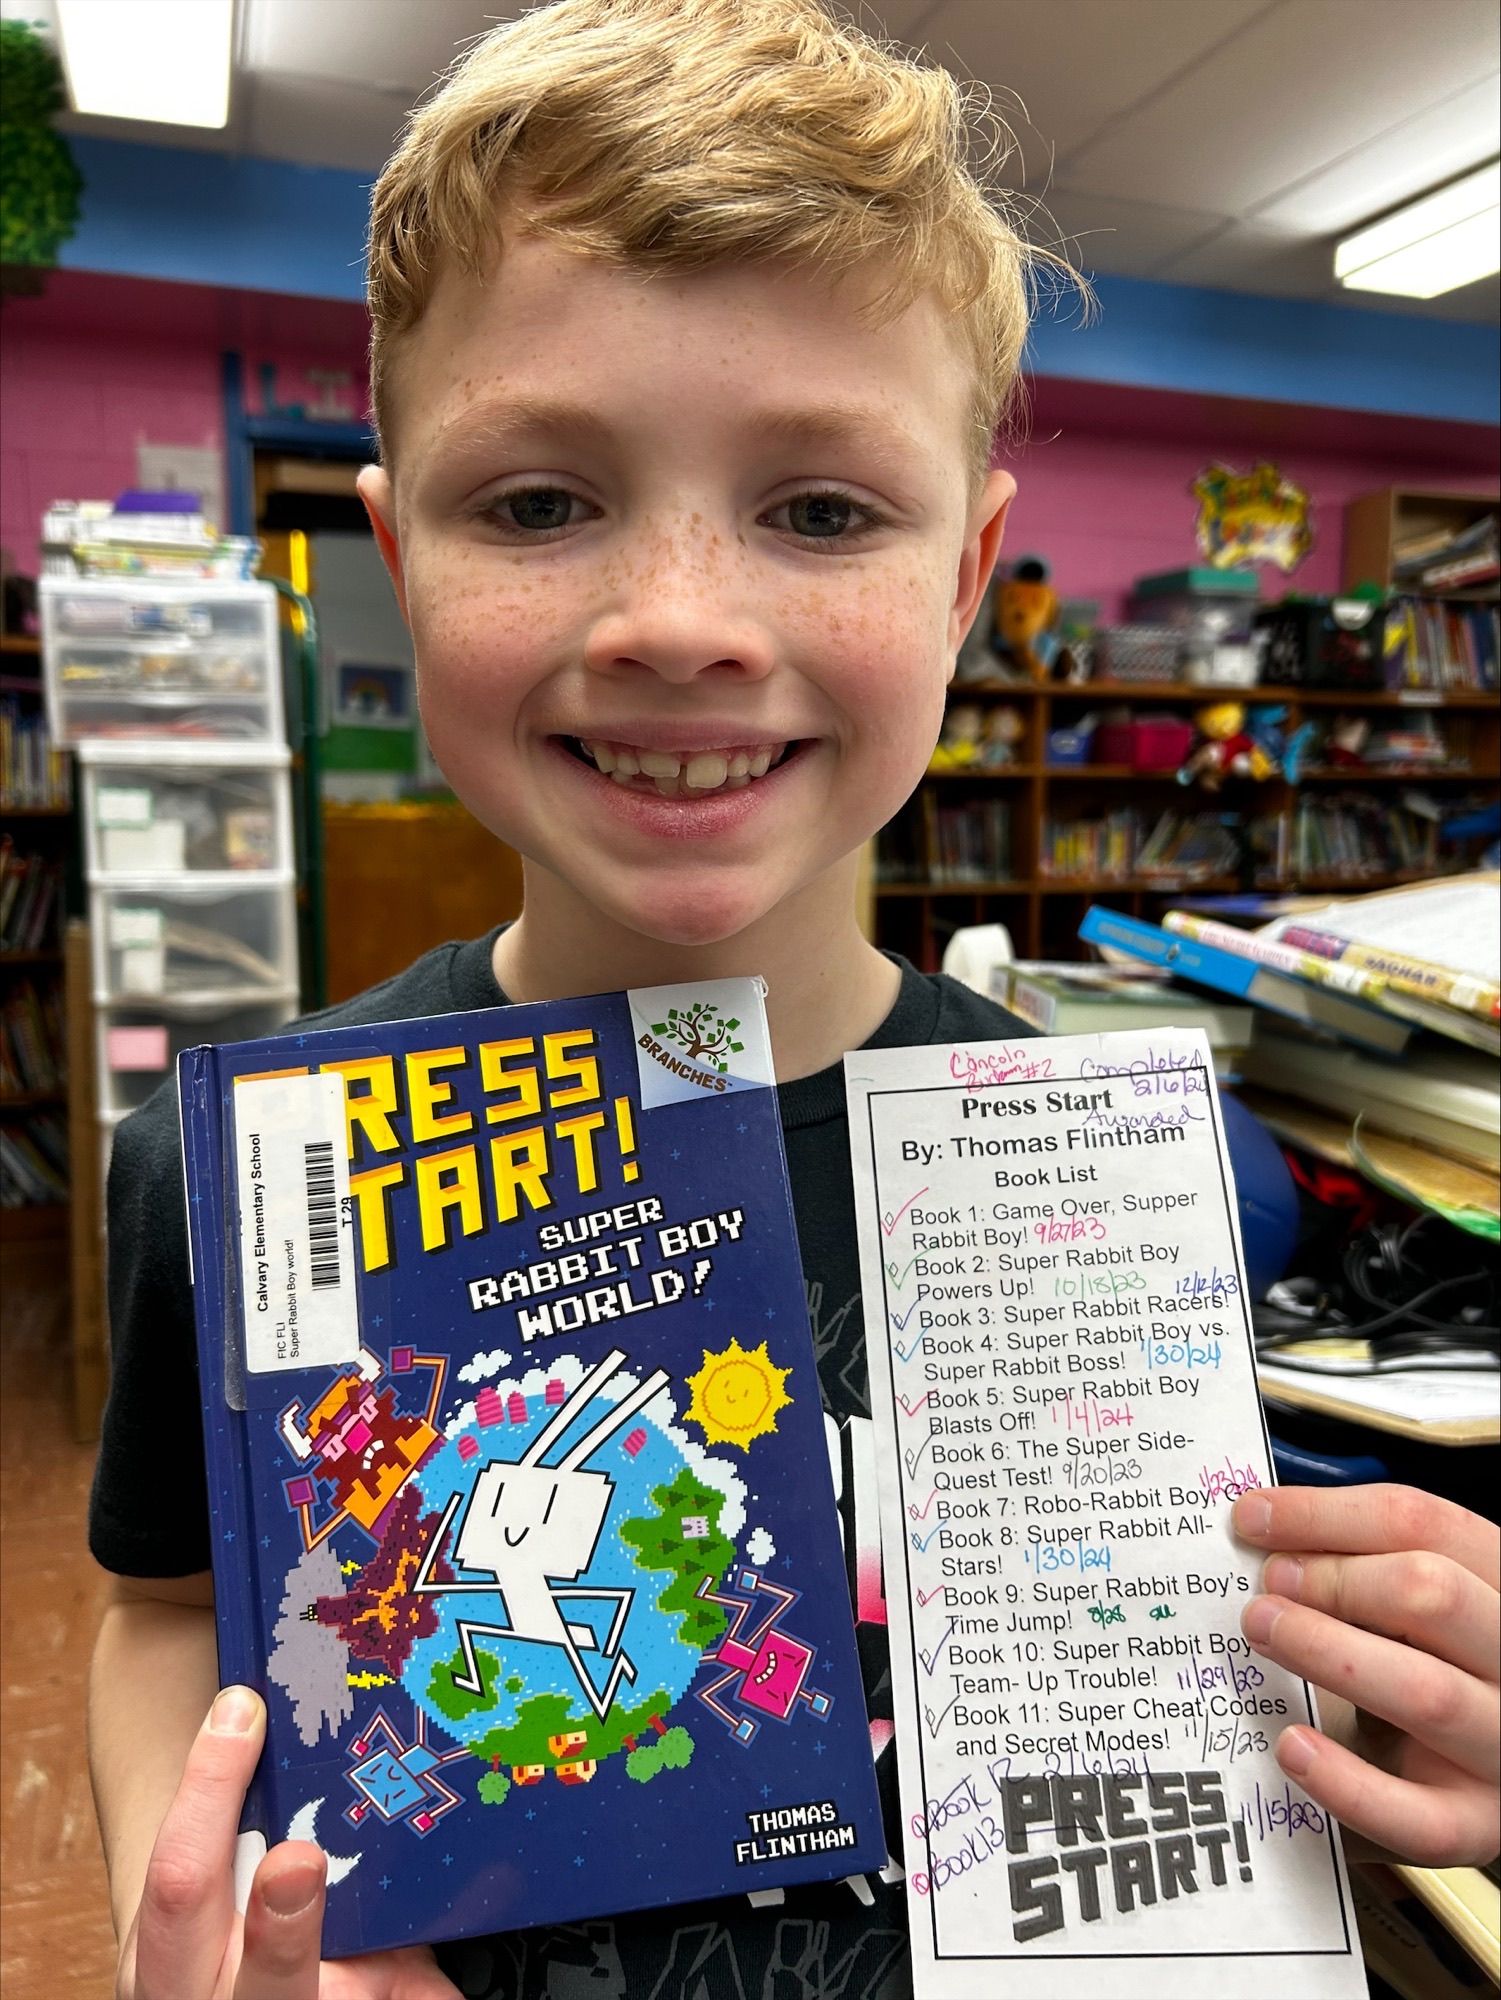 PRESS
START!
BRANCHES
SUPER
RABBIT BOY
WORLD!
Calvary Elementary School
T 29
FIC FLI
Super Rabbit Boy world!
THOMAS
FLINTHAM
#2
Completed
2/6/24
Awarded
Press Start
By: Thomas Flintham
Book List
Book 1: Game Over, Supper
Rabbit Boy! 9/27/23
Book 2: Super Rabbit Boy
Powers Up! 10/18/23 12/12/23
Book 3: Super Rabbit Racers!
Book 4: Super Rabbit Boy vs.
Super Rabbit Boss! 1/30/24
Book 5: Super Rabbit Boy
Blasts Off! 1/4/24
Book 6: The Super Side-
Quest Test! 9/20/23
Book 7: Robo-Rabbit Boy, 1/23/24
Book 8: Super Rabbit All-
Stars! 1/30/24
Book 9: Super Rabbit Boy's
Time Jump! 8/28
Book 10: Super Rabbit Boy
Team- Up Trouble! 11/29/23
Book 11: Super Cheat Codes
and Secret Modes! 11/15/23
Book 12 2/6/24
Book 13 11/15/23
PRESS
START!